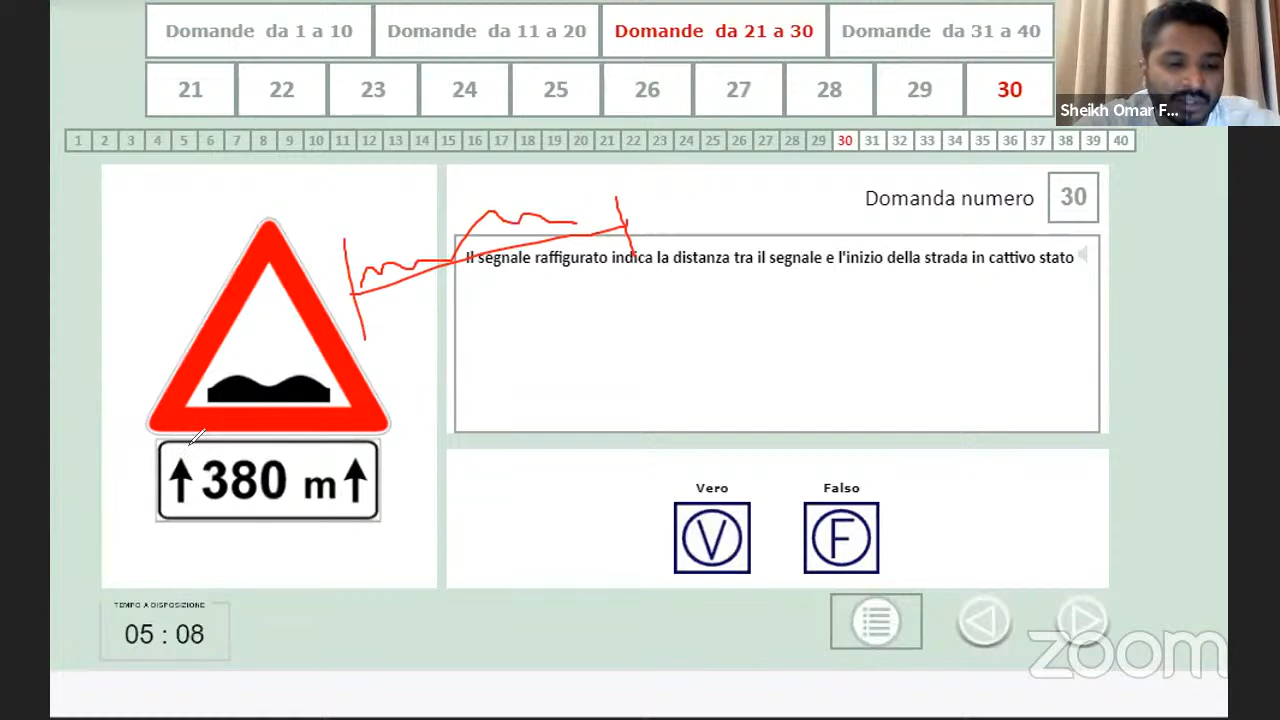 Domande da 1 a 10
Domande da 11 a 20
Domande da 21 a 30
Domande da 31 a 40
21 22 23 24 25 26 27 28 29 30
Sheikh Omar F...
1 2 3 4 5 6 7 8 9 10 11 12 13 14 15 16 17 18 19 20 21 22 23 24 25 26 27 28 29 30 31 32 33 34 35 36 37 38 39 40
Domanda numero 30
Il segnale raffigurato indica la distanza tra il segnale e l'inizio della strada in cattivo stato
380 m
Vero Falso
V F
TEMPO A DISPOSIZIONE
05 : 08
zoom